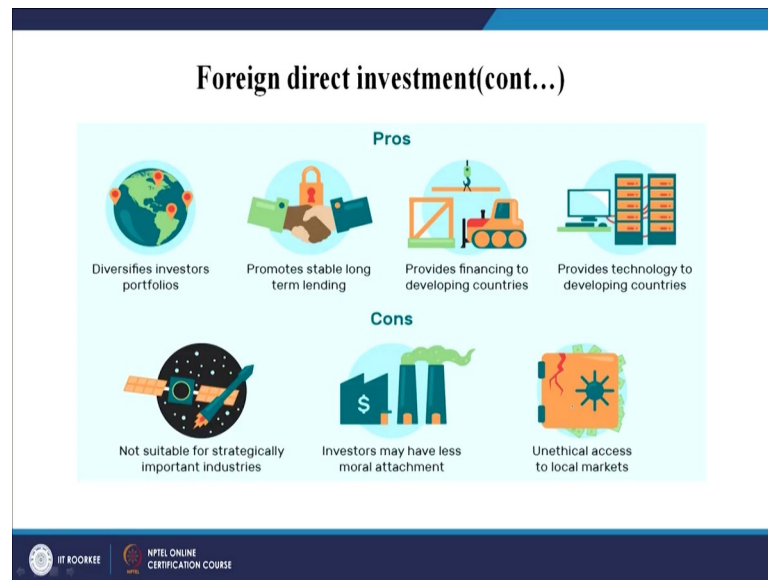 Foreign direct investment(cont...)
Pros
Diversifies investors
portfolios
Promotes stable long
term lending
Provides financing to
developing countries
Provides technology to
developing countries
Cons
$
Not suitable for strategically
important industries
Investors may have less
moral attachment
Unethical access
to local markets
IIT ROORKEE
NPTEL
NPTEL ONLINE
CERTIFICATION COURSE